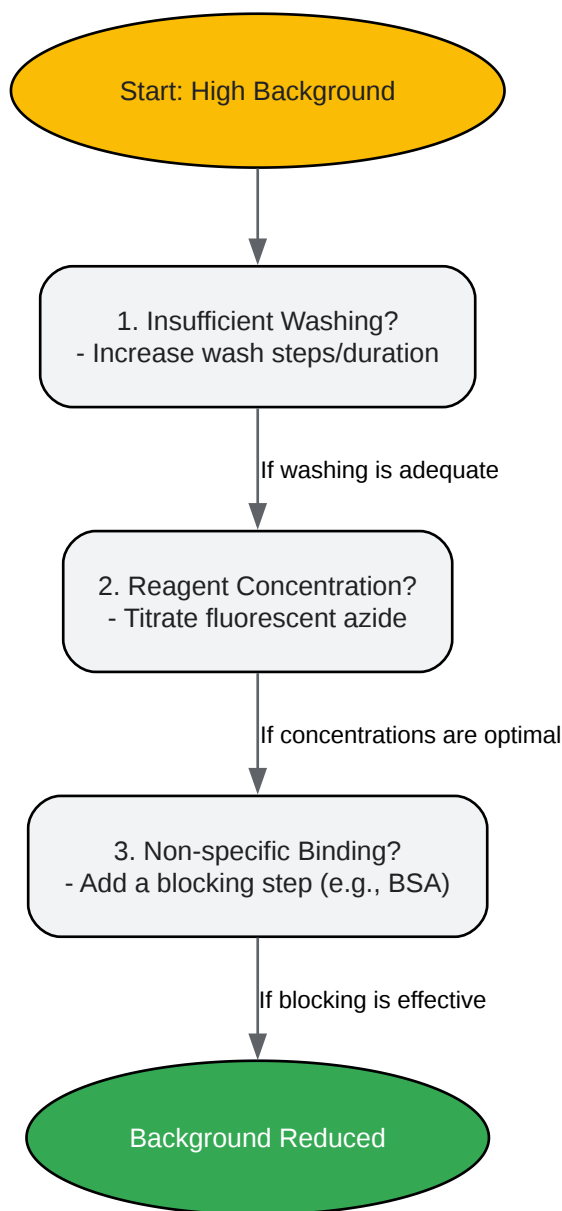 Start: High Background
1. Insufficient Washing?
- Increase wash steps/duration
If washing is adequate
2. Reagent Concentration?
- Titrate fluorescent azide
If concentrations are optimal
3. Non-specific Binding?
- Add a blocking step (e.g., BSA)
If blocking is effective
Background Reduced